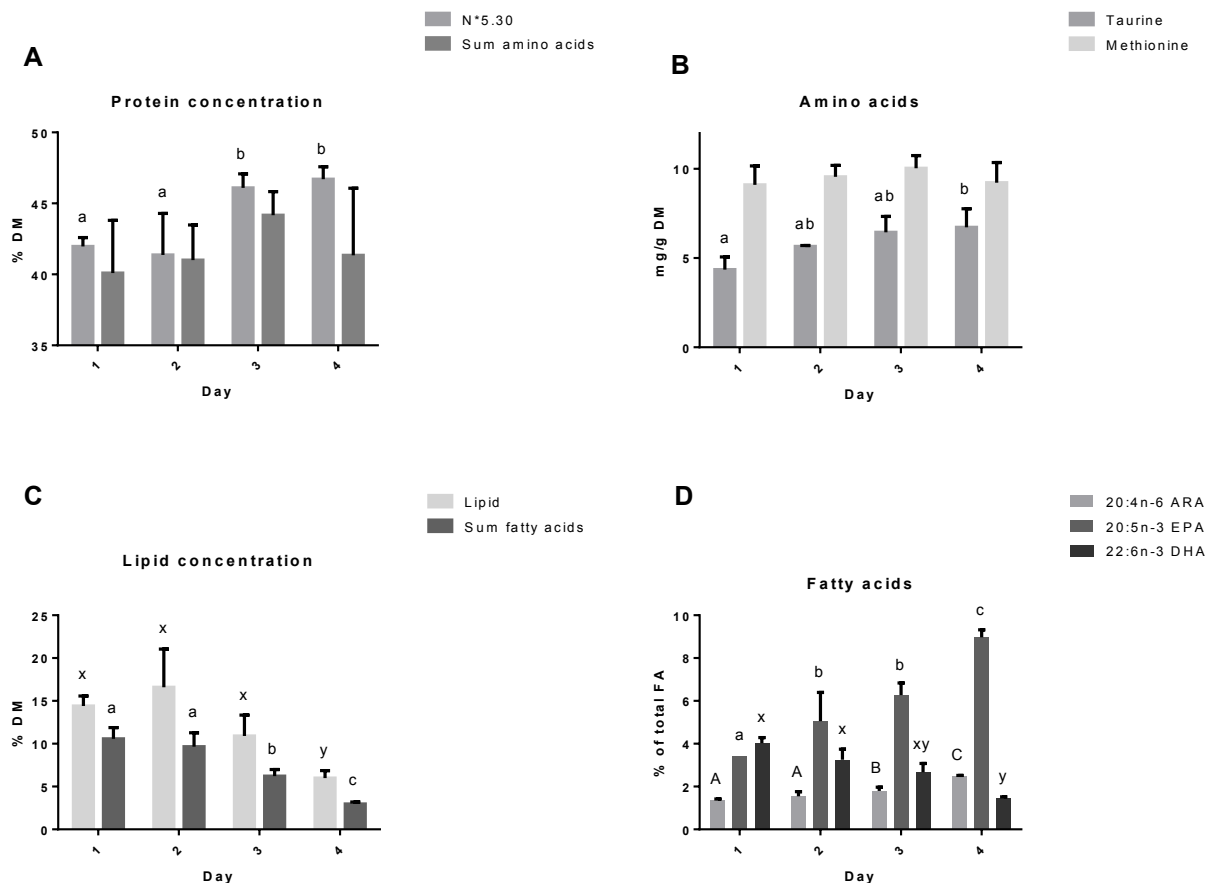 N*5.30
Sum amino acids
A
Protein concentration
50
45
40
35
% DM
a
a
b
b
1
2
3
4
Day
Taurine
Methionine
B
Amino acids
10
5
0
mg/g DM
a
ab
ab
b
1
2
3
4
Day
Lipid
Sum fatty acids
C
Lipid concentration
25
20
15
10
5
0
% DM
x
a
x
a
x
b
y
c
1
2
3
4
Day
20:4n-6 ARA
20:5n-3 EPA
22:6n-3 DHA
D
Fatty acids
10
8
6
4
2
0
% of total FA
A
a
x
A
b
x
B
b
xy
C
c
y
1
2
3
4
Day